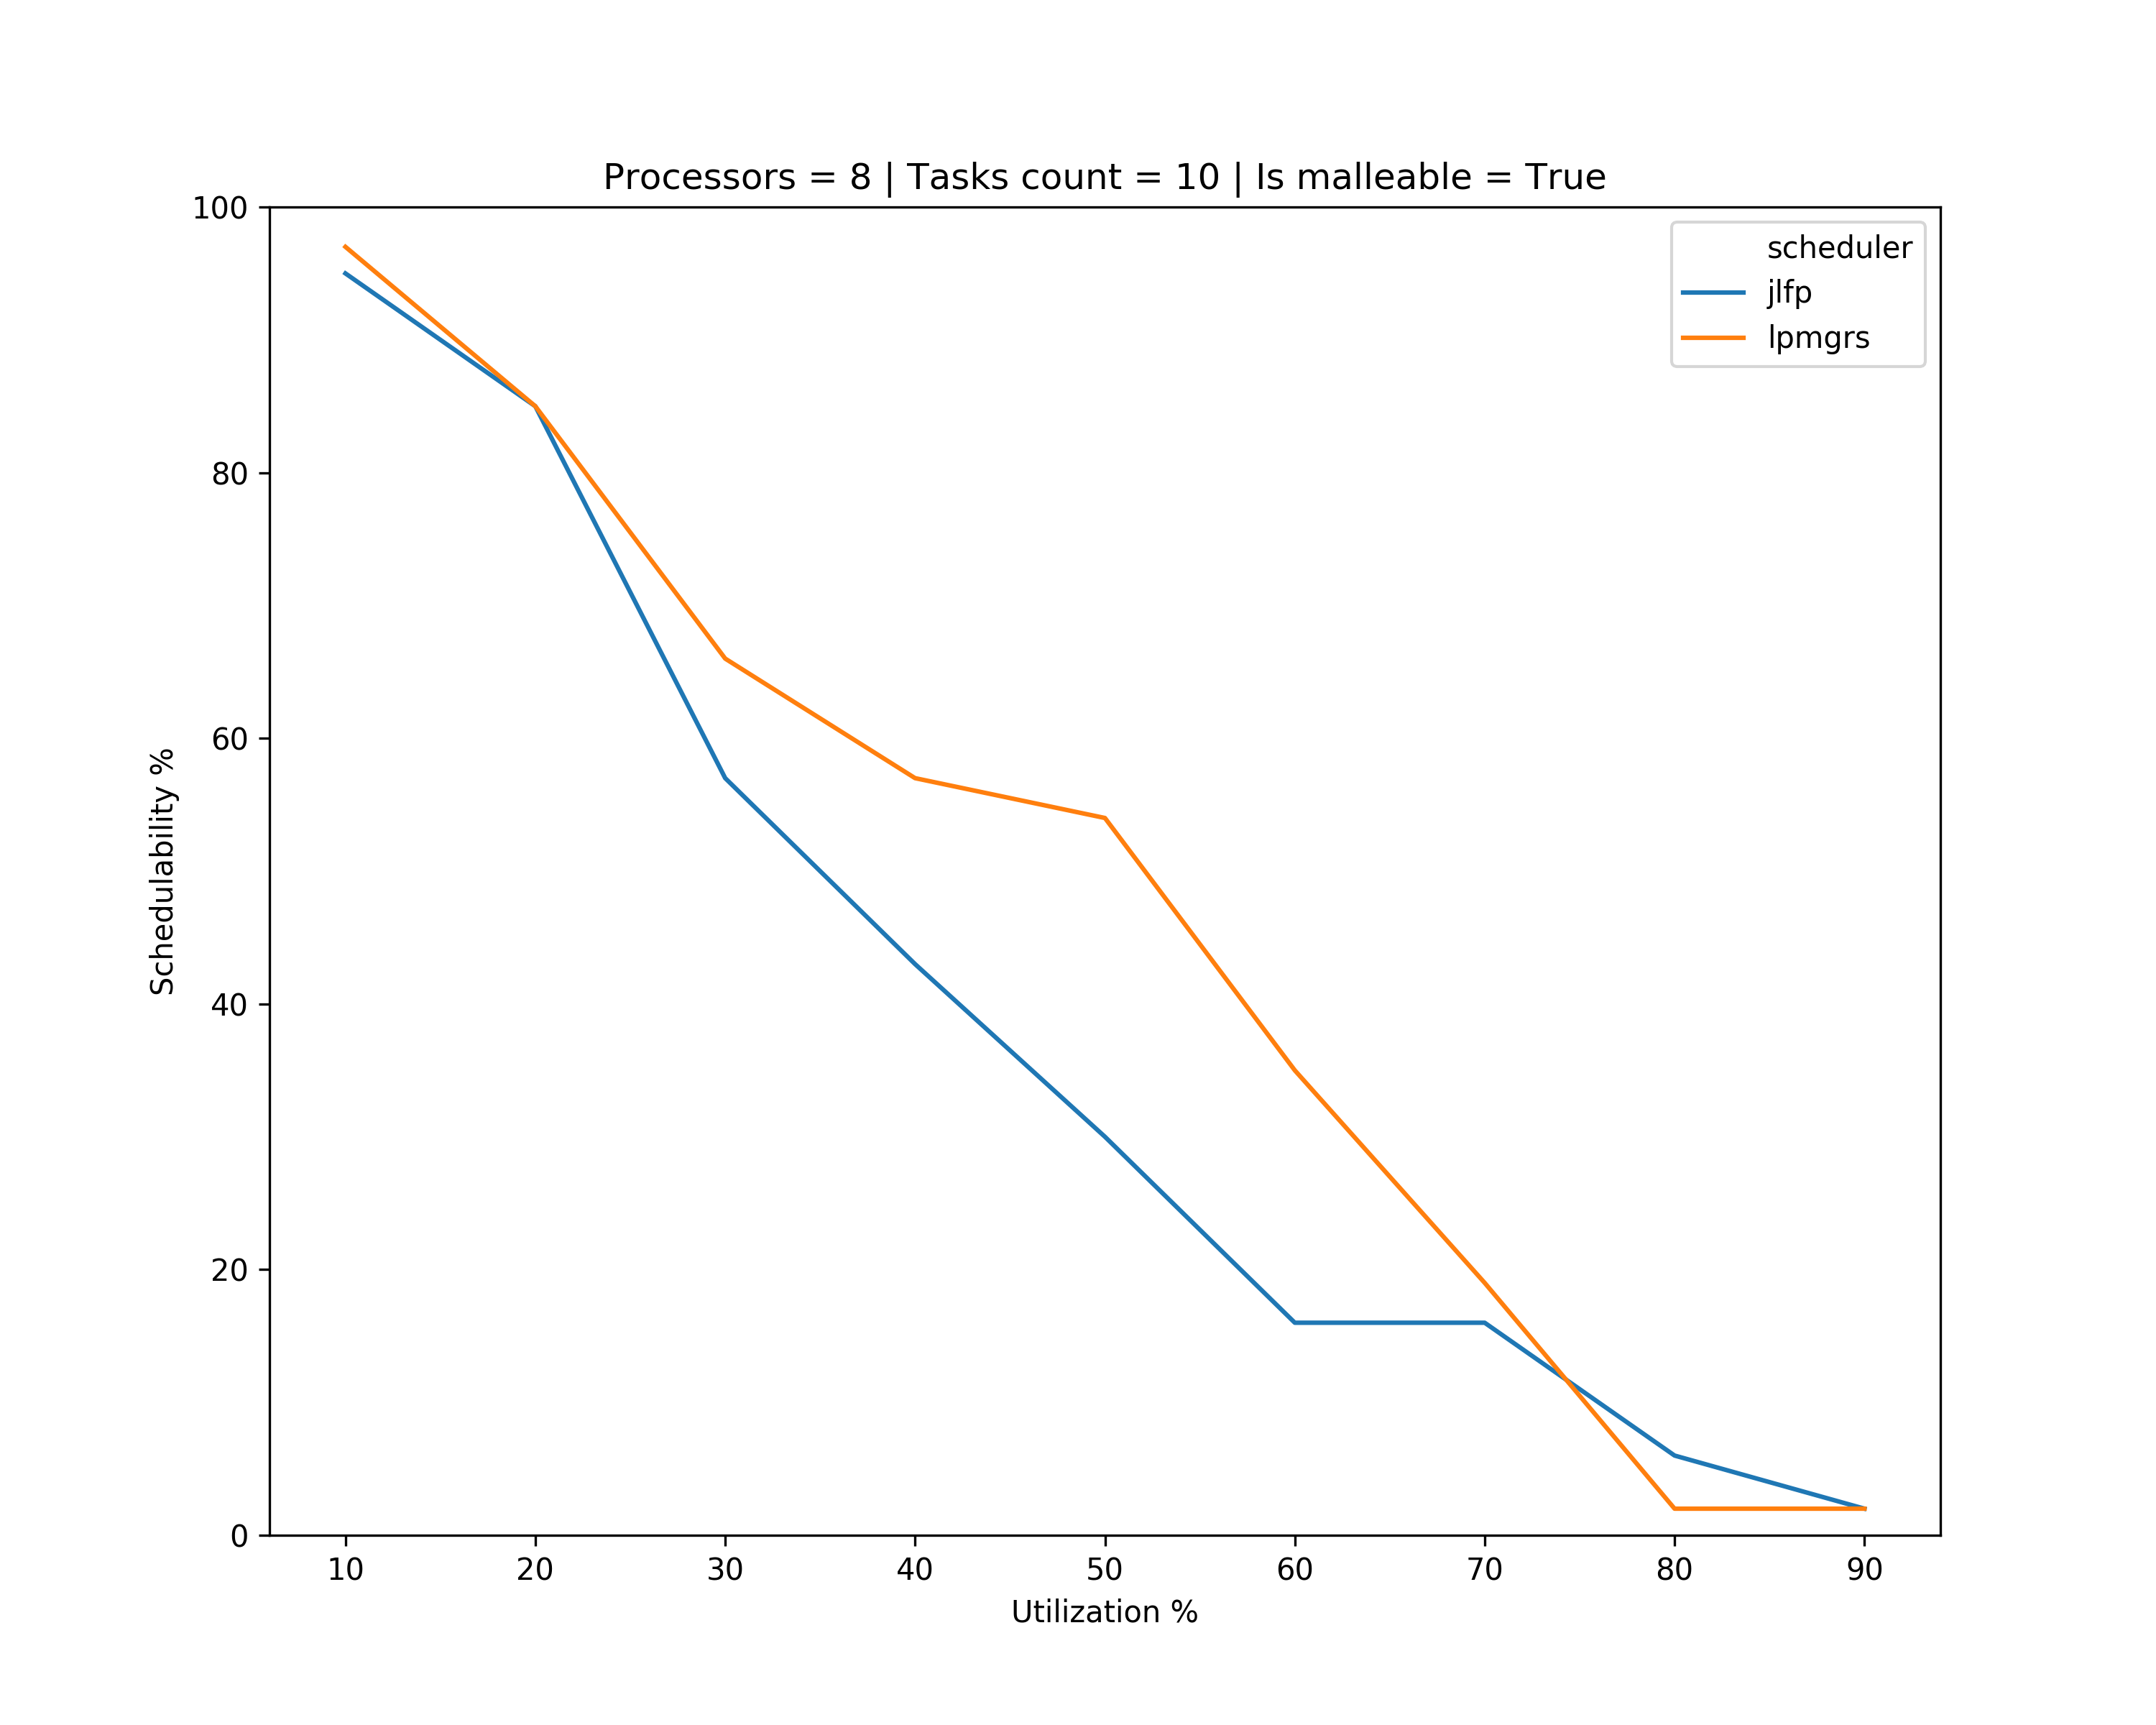 Processors = 8 | Tasks count = 10 | Is malleable = True
scheduler
jlfp
lpmgrs
Schedulability %
100
80
60
40
20
0
10 20 30 40 50 60 70 80 90
Utilization %